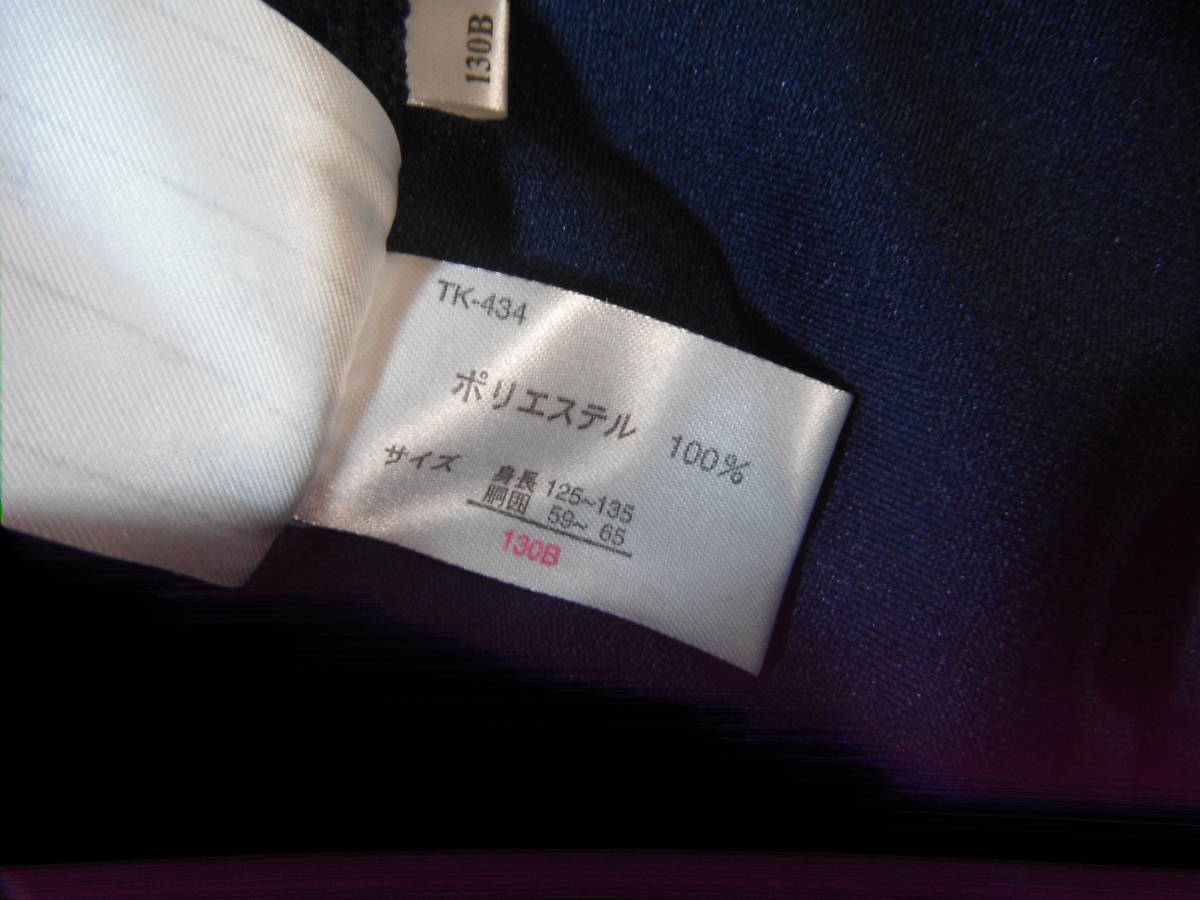 130B
TK-434
ポリエステル 100%
サイズ 身長 125~135
胴囲 59~ 65
130B